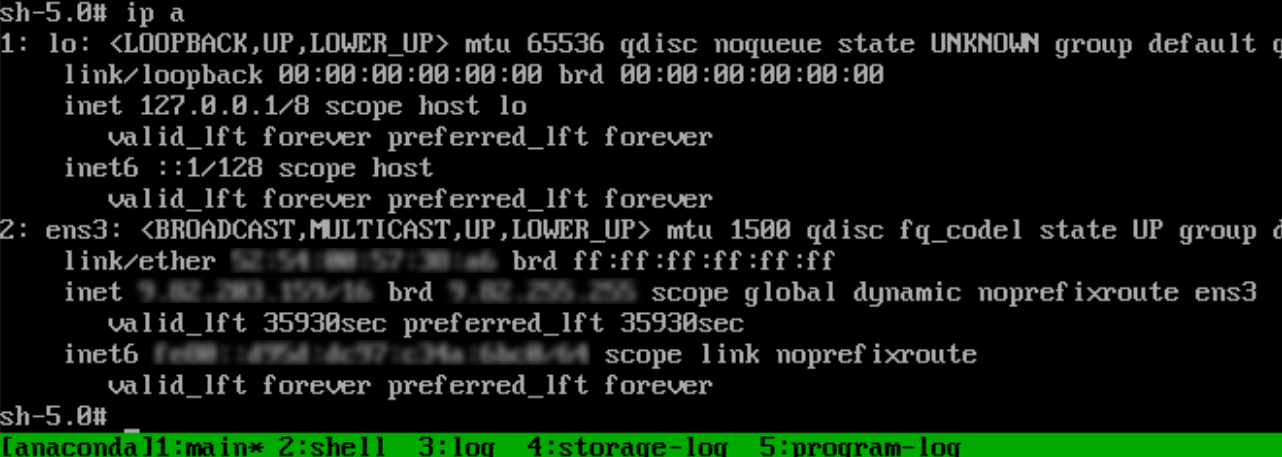 sh-5.0# ip a
1: lo: <LOOPBACK,UP,LOWER_UP> mtu 65536 qdisc noqueue state UNKNOWN group default
link/loopback 00:00:00:00:00:00 brd 00:00:00:00:00:00
inet 127.0.0.1/8 scope host lo
valid_lft forever preferred_lft forever
inet6 ::1/128 scope host
valid_lft forever preferred_lft forever
2: ens3: <BROADCAST,MULTICAST,UP,LOWER_UP> mtu 1500 qdisc fq_codel state UP group
link/ether brd ff:ff:ff:ff:ff:ff
inet brd scope global dynamic noprefixroute ens3
valid_lft 35930sec preferred_lft 35930sec
inet6 scope link noprefixroute
valid_lft forever preferred_lft forever
sh-5.0# _
[anaconda]1:main* 2:shell 3:log 4:storage-log 5:program-log